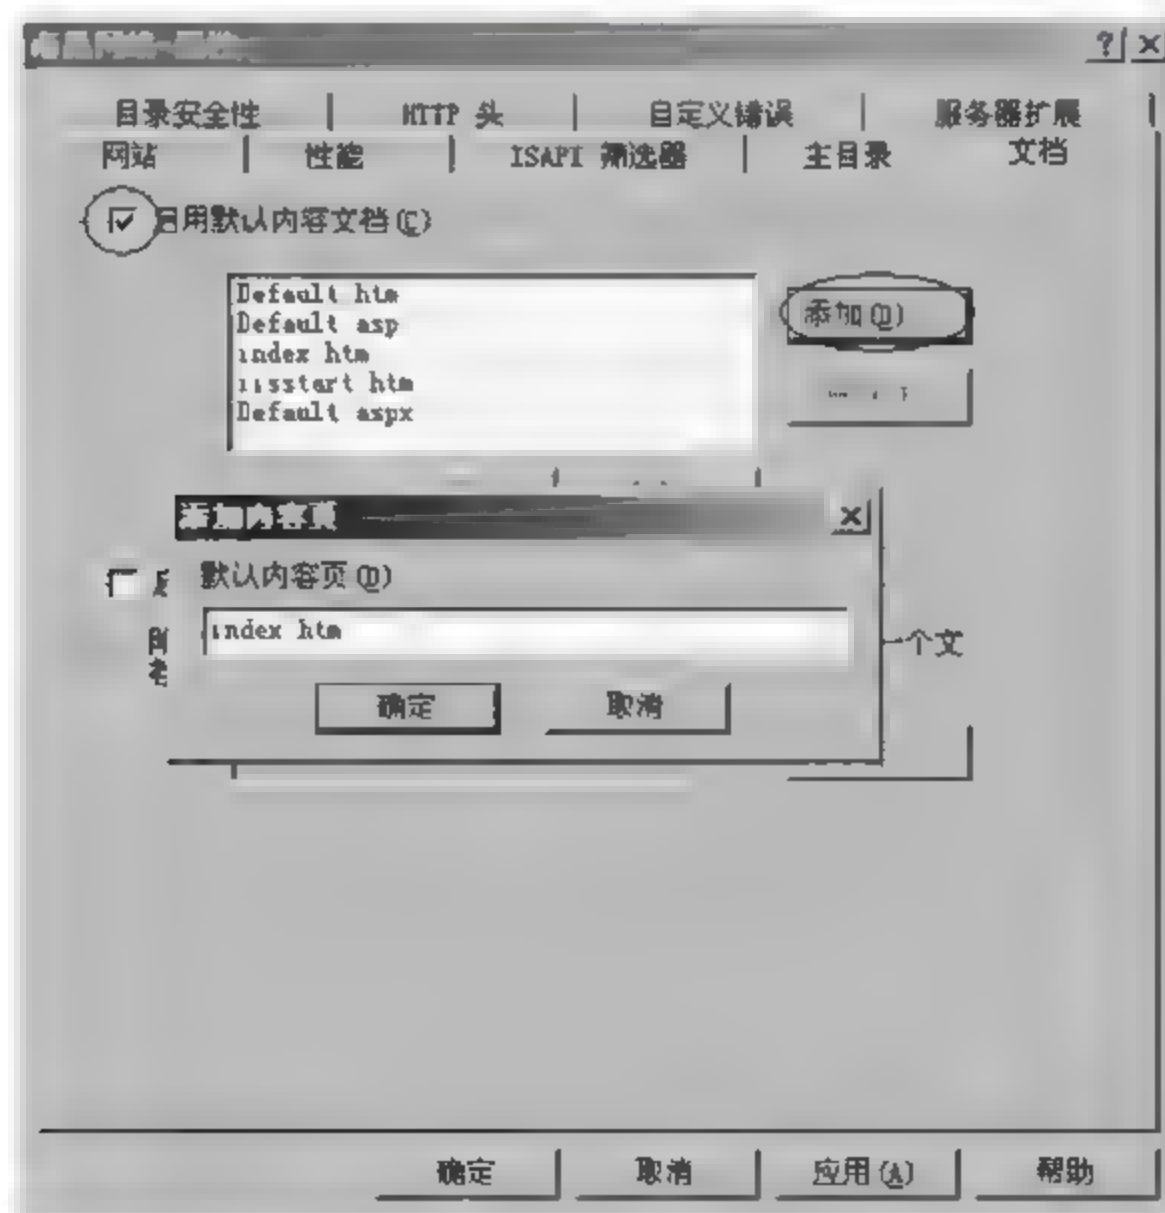 目录安全性 HTTP 头 自定义错误 服务器扩展
网站 性能 ISAPI 筛选器 主目录 文档
启用默认内容文档(C)
Default htm
Default asp
index htm
iisstart htm
Default aspx
添加(D)
添加内容页
默认内容页(D)
index htm
一个文
确定 取消
确定 取消 应用(A) 帮助